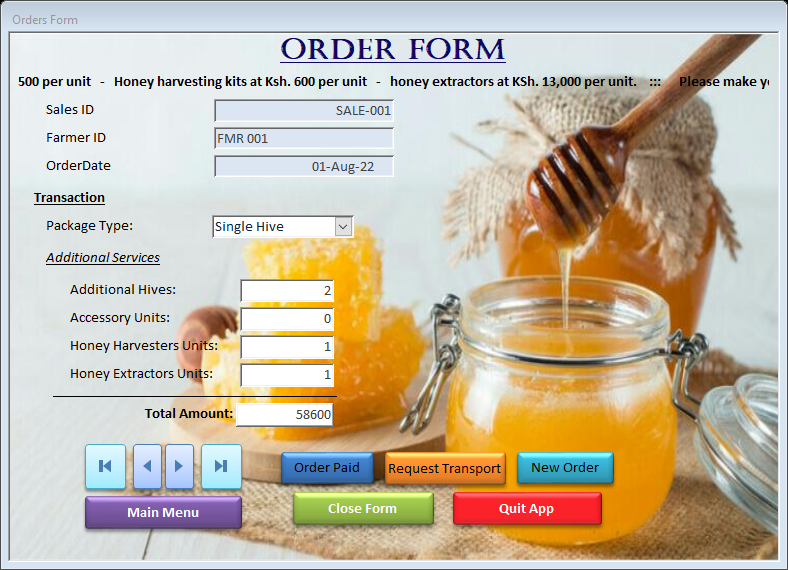 Orders Form
ORDER FORM
500 per unit - Honey harvesting kits at Ksh. 600 per unit - honey extractors at KSh. 13,000 per unit. ::: Please make
Sales ID SALE-001
Farmer ID FMR 001
OrderDate 01-Aug-22
Transaction
Package Type: Single Hive
Additional Services
Additional Hives: 2
Accessory Units: 0
Honey Harvesters Units: 1
Honey Extractors Units: 1
Total Amount: 58600
Order Paid Request Transport New Order
Main Menu Close Form Quit App